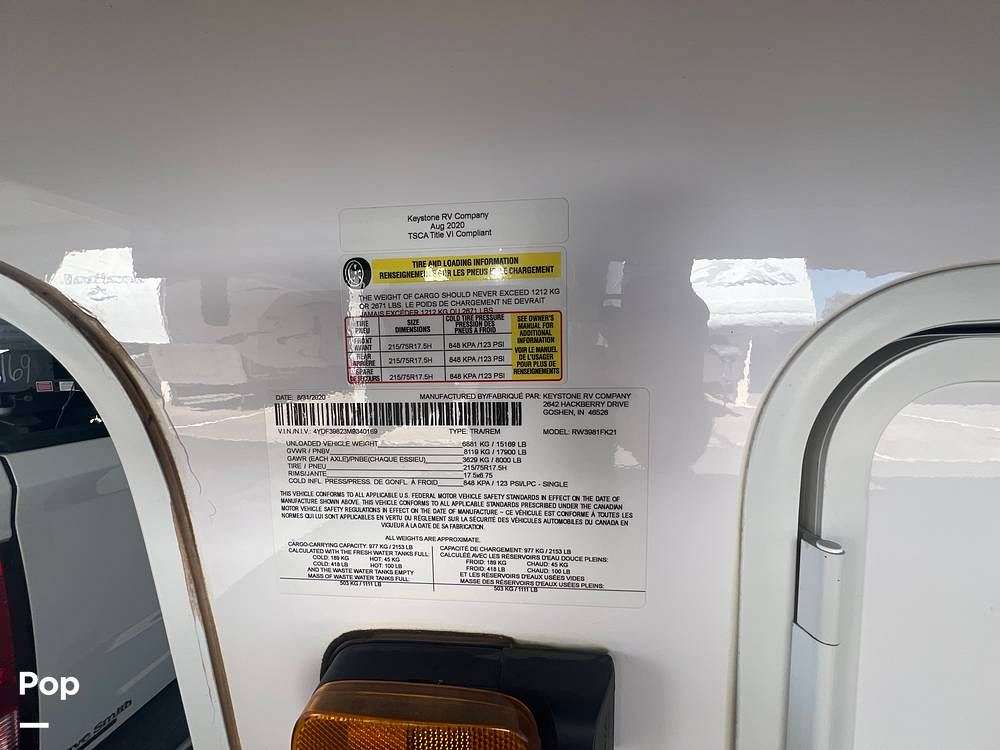 Keystone RV Company
Aug 2020
TSCA Title VI Compliant
TIRE AND LOADING INFORMATION
RENSEIGNEMENTS SUR LES PNEUS ET LE CHARGEMENT
THE WEIGHT OF CARGO SHOULD NEVER EXCEED 1212 KG
OR 2671 LBS. LE POIDS DE CHARGEMENT NE DEVRAIT
JAMAIS EXCÉDER 1212 KG OU 2671 LBS
TIRE PNEU SIZE DIMENSIONS COLD TIRE PRESSURE PRESSION DES PNEUS A FROID
FRONT AVANT 215/75R17.5H 848 KPA /123 PSI
REAR ARRIÈRE 215/75R17.5H 848 KPA /123 PSI
SPARE DE SECOURS 215/75R17.5H 848 KPA /123 PSI
SEE OWNER'S
MANUAL FOR
ADDITIONAL
INFORMATION
VOIR LE MANUEL
DE L'USAGER
POUR PLUS DE
RENSEIGNEMENTS
DATE: 8/31/2020 MANUFACTURED BY/FABRIQUÉ PAR: KEYSTONE RV COMPANY
2642 HACKBERRY DRIVE
GOSHEN, IN 46526
V.I.N./N.I.V.: 4YDF39823M9340169 TYPE: TRA/REM MODEL: RW3981FK21
UNLOADED VEHICLE WEIGHT 6881 KG / 15169 LB
GVWR / PNBV 8119 KG / 17900 LB
GAWR (EACH AXLE)/PNBE(CHAQUE ESSIEU) 3629 KG / 8000 LB
TIRE / PNEU 215/75R17.5H
RIMS/JANTE 17.5x6.75
COLD INFL. PRESS/PRESS. DE GONFL. À FROID 848 KPA / 123 PSI/LPC - SINGLE
THIS VEHICLE CONFORMS TO ALL APPLICABLE U.S. FEDERAL MOTOR VEHICLE SAFETY STANDARDS IN EFFECT ON THE DATE OF
MANUFACTURE SHOWN ABOVE. THIS VEHICLE CONFORMS TO ALL APPLICABLE STANDARDS PRESCRIBED UNDER THE CANADIAN
MOTOR VEHICLE SAFETY REGULATIONS IN EFFECT ON THE DATE OF MANUFACTURE ~ CE VÉHICULE EST CONFORME À TOUTES LES
NORMES QUI LUI SONT APPLICABLES EN VERTU DU RÈGLEMENT SUR LA SÉCURITÉ DES VÉHICULES AUTOMOBILES DU CANADA EN
VIGUEUR À LA DATE DE SA FABRICATION.
ALL WEIGHTS ARE APPROXIMATE.
CARGO-CARRYING CAPACITY: 977 KG / 2153 LB
CALCULATED WITH THE FRESH WATER TANKS FULL
COLD: 189 KG HOT: 45 KG
COLD: 418 LB HOT: 100 LB
AND THE WASTE WATER TANKS EMPTY
MASS OF WASTE WATER TANKS FULL:
503 KG / 1111 LB
CAPACITÉ DE CHARGEMENT: 977 KG / 2153 LB
CALCULÉE AVEC LES RÉSERVOIRS D'EAU DOUCE PLEINS:
FROID: 189 KG CHAUD: 45 KG
FROID: 418 LB CHAUD: 100 LB
ET LES RÉSERVOIRS D'EAUX USÉES VIDES
MASSE DES RÉSERVOIRS D'EAUX USÉES PLEINS:
503 KG / 1111 LB
Pop
Smith